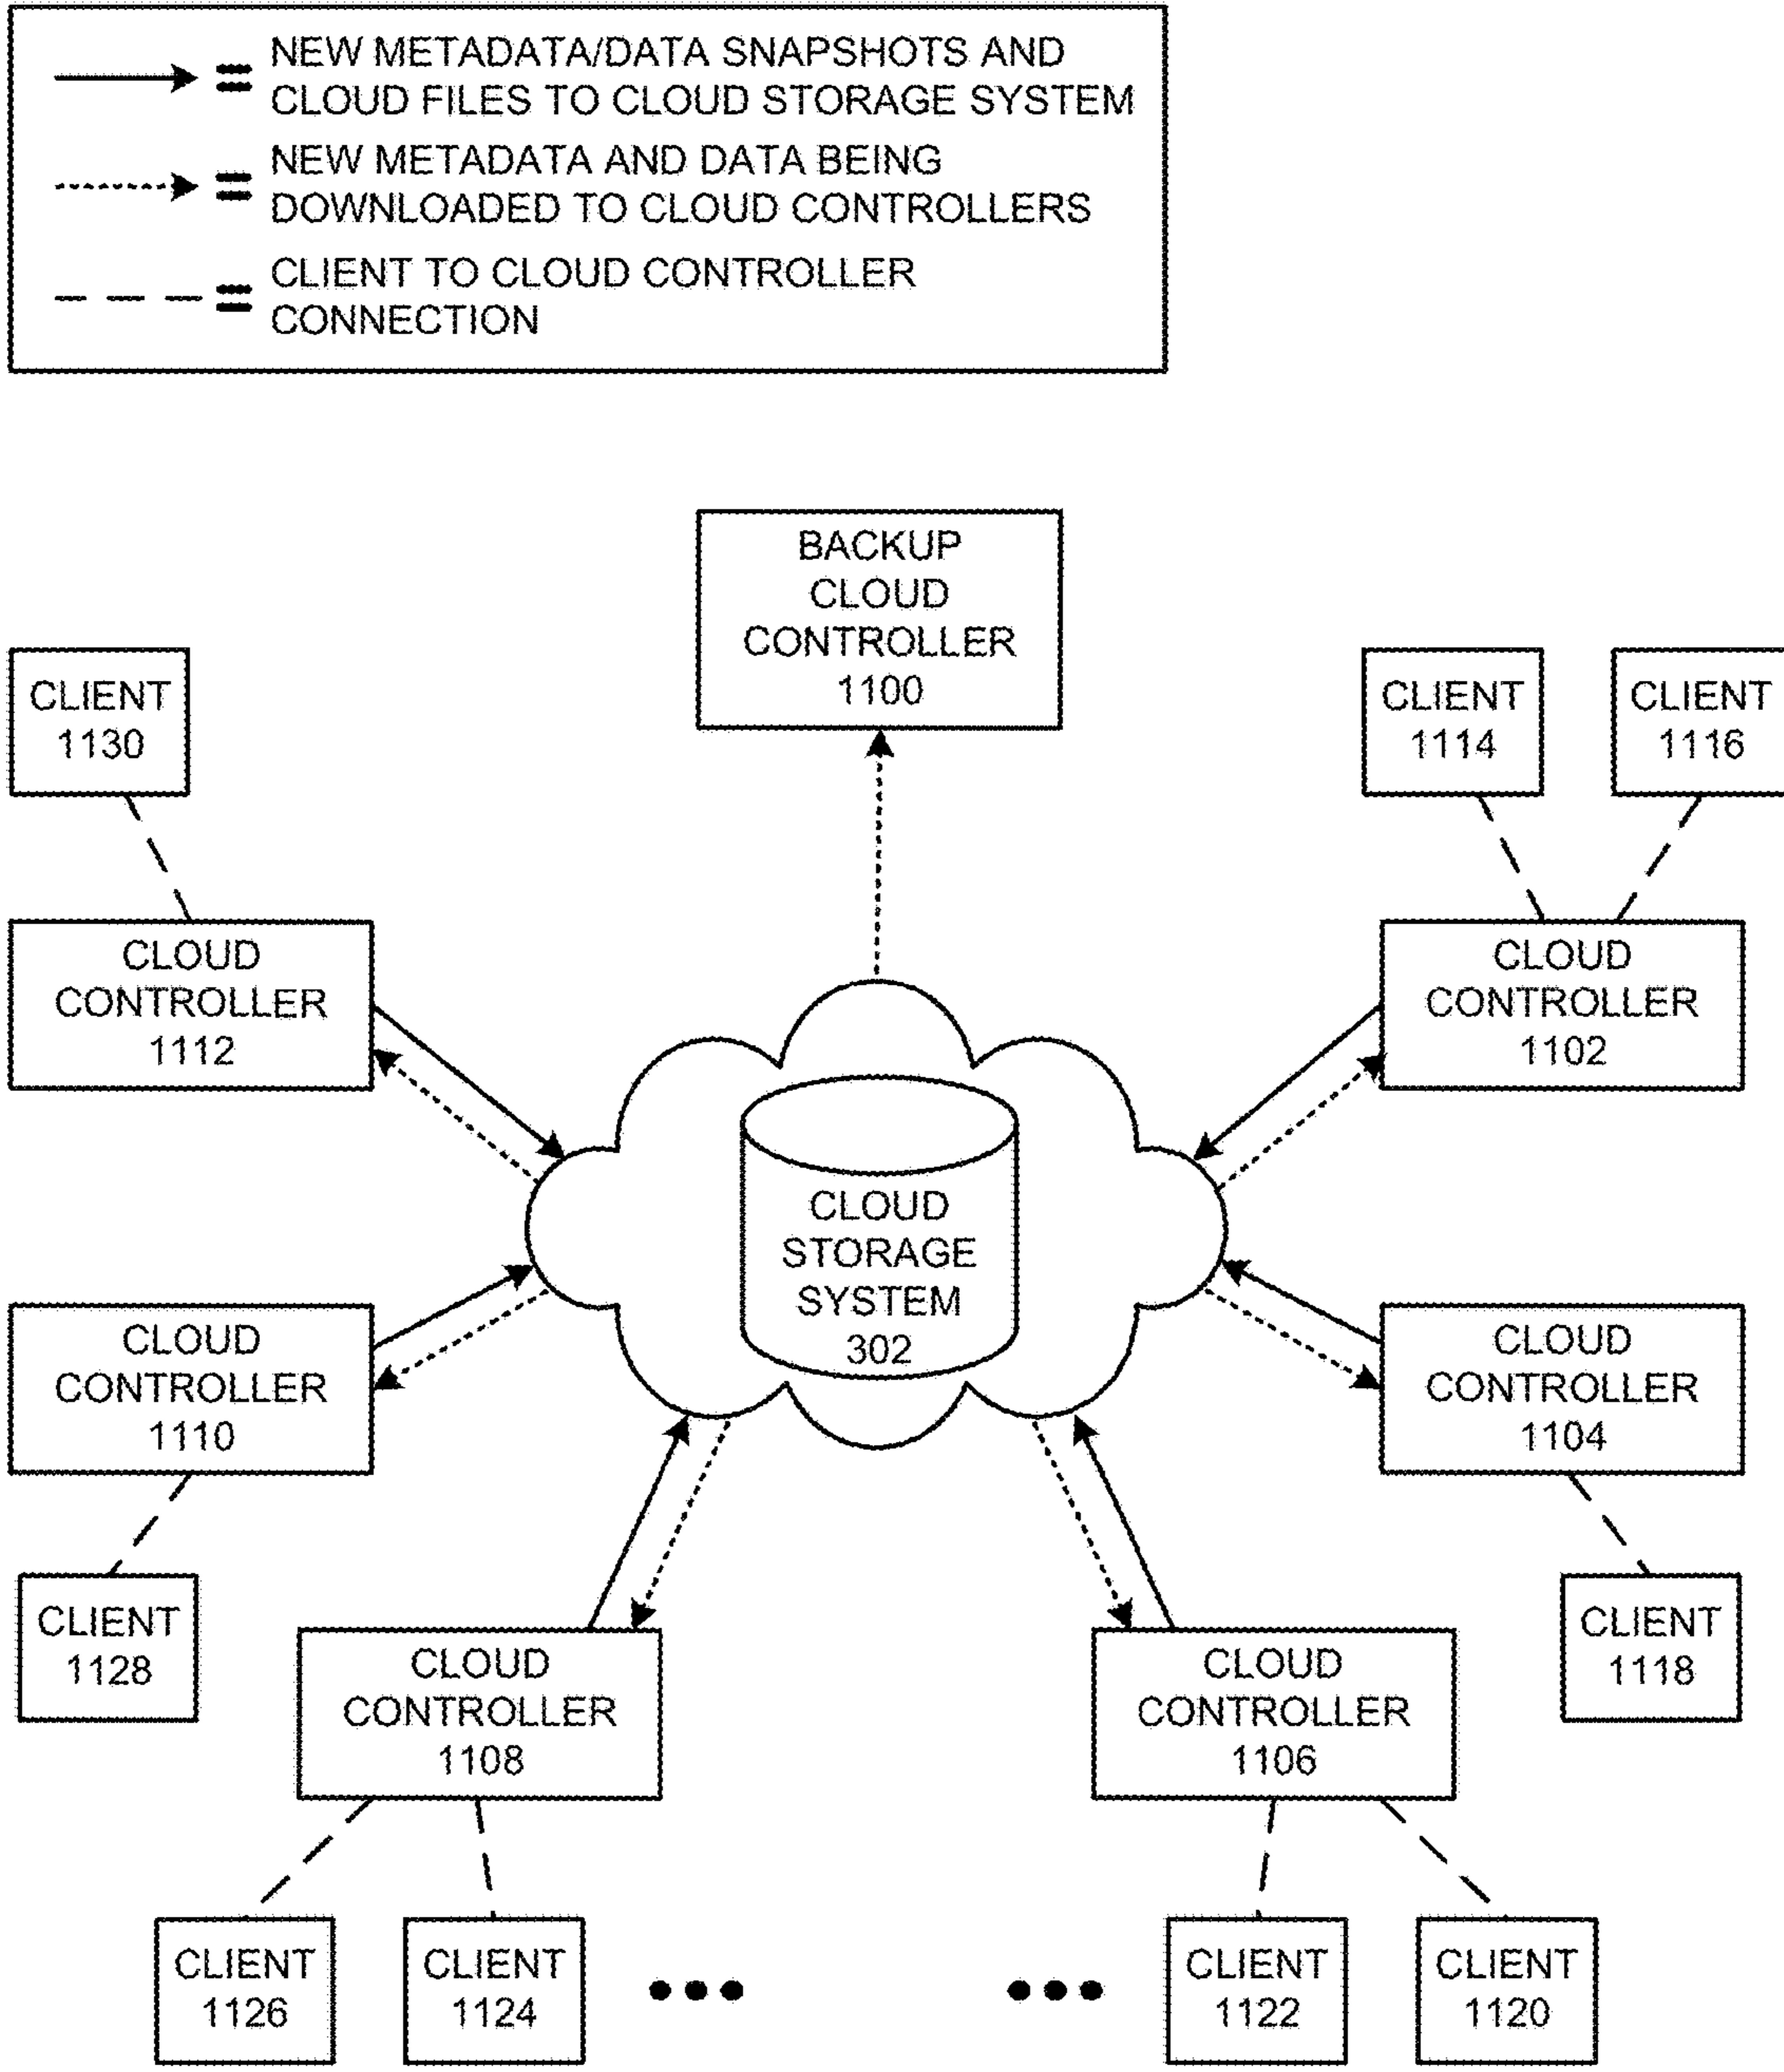 = NEW METADATA/DATA SNAPSHOTS AND
CLOUD FILES TO CLOUD STORAGE SYSTEM
= NEW METADATA AND DATA BEING
DOWNLOADED TO CLOUD CONTROLLERS
= CLIENT TO CLOUD CONTROLLER
CONNECTION
BACKUP
CLOUD
CONTROLLER
1100
CLIENT
1130
CLIENT
1114
CLIENT
1116
CLOUD
CONTROLLER
1112
CLOUD
CONTROLLER
1102
CLOUD
STORAGE
SYSTEM
302
CLOUD
CONTROLLER
1110
CLOUD
CONTROLLER
1104
CLIENT
1128
CLIENT
1118
CLOUD
CONTROLLER
1108
CLOUD
CONTROLLER
1106
CLIENT
1126
CLIENT
1124
•••
•••
CLIENT
1122
CLIENT
1120